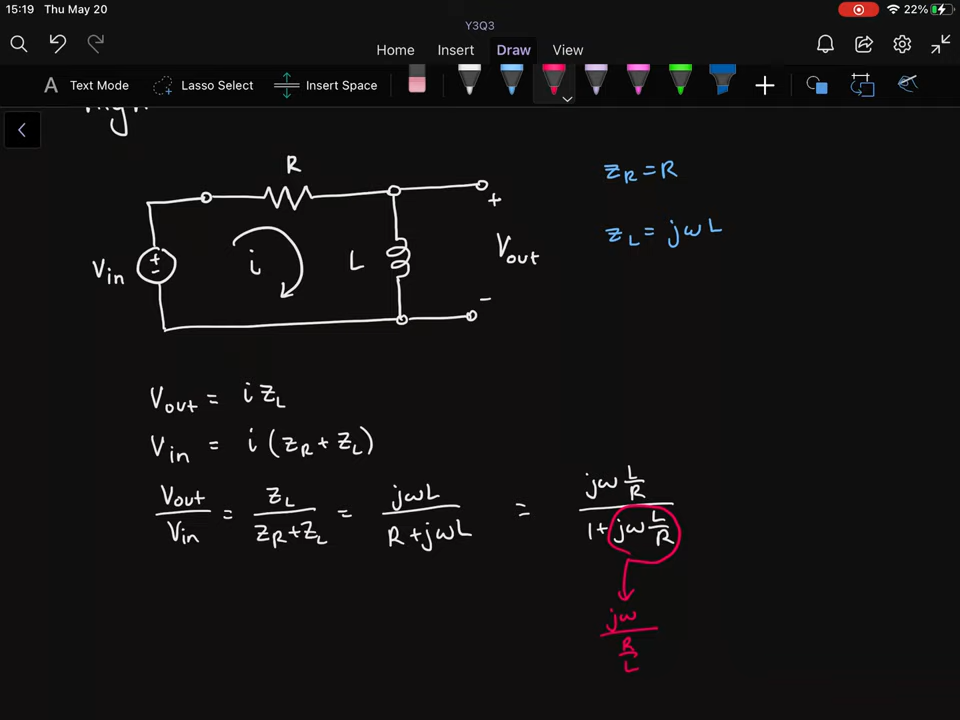 15:19 Thu May 20
22%
Y3Q3
Home Insert Draw View
A Text Mode Lasso Select Insert Space
R
z_R = R
+
z_L = jωL
V_in
+
-
i
L
V_out
-
V_out = i z_L
V_in = i (z_R + z_L)
V_out/V_in = z_L/(z_R+z_L) = jωL/(R+jωL) = (jω L/R)/(1+jω L/R)
jω/(R/L)